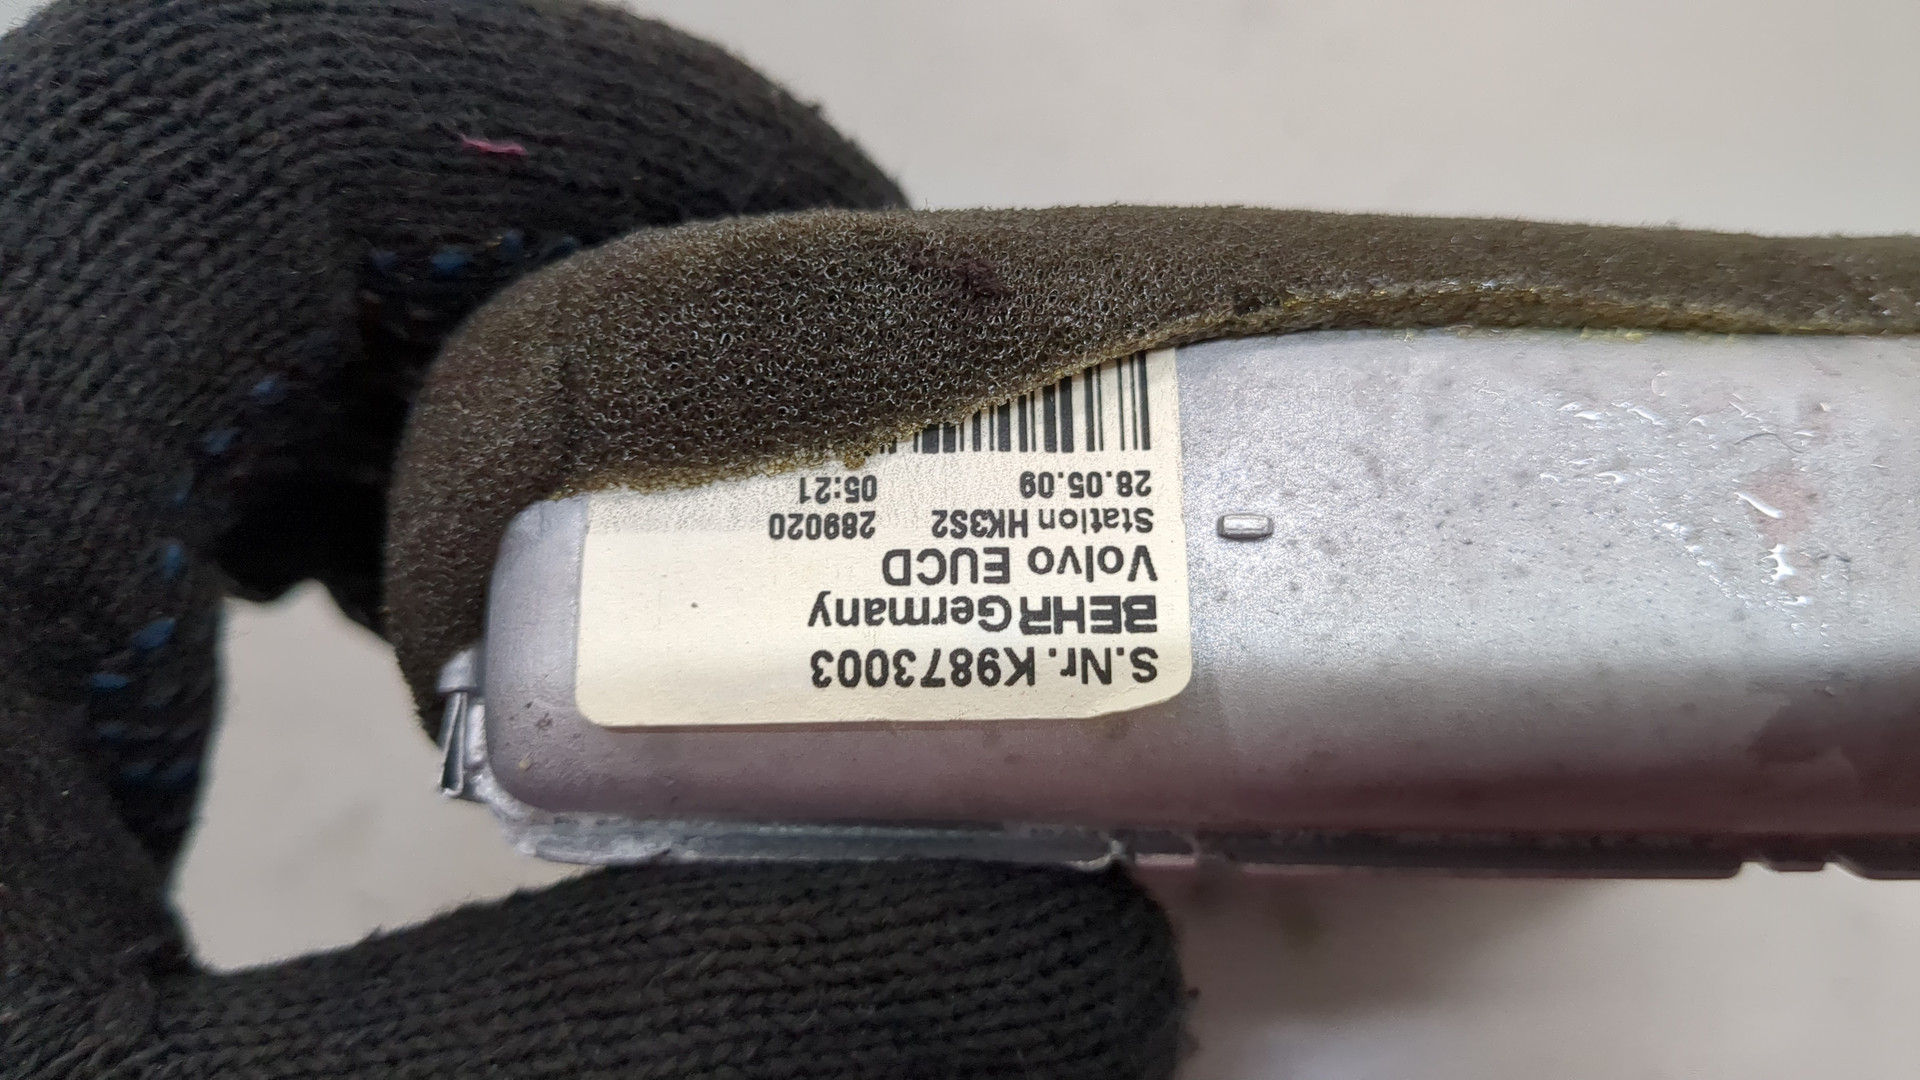 S.Nr. K9873003
BEHR Germany
Volvo EUCD
Station HK3S2 289020
28.05.09 05:21